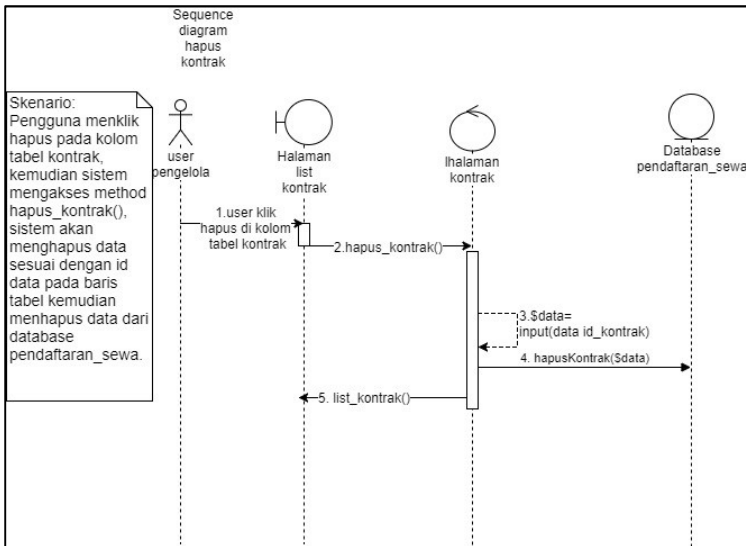 Sequence
diagram
hapus
kontrak
Skenario:
Pengguna menklik
hapus pada kolom
tabel kontrak,
kemudian sistem
mengakses method
hapus_kontrak(),
sistem akan
menghapus data
sesuai dengan id
data pada baris
tabel kemudian
menhapus data dari
database
pendaftaran_sewa.
user
pengelola
Halaman
list
kontrak
lhalaman
kontrak
Database
pendaftaran_sewa
1.user klik
hapus di kolom
tabel kontrak
2.hapus_kontrak()
3.$data=
input(data id_kontrak)
4. hapusKontrak($data)
5. list_kontrak()